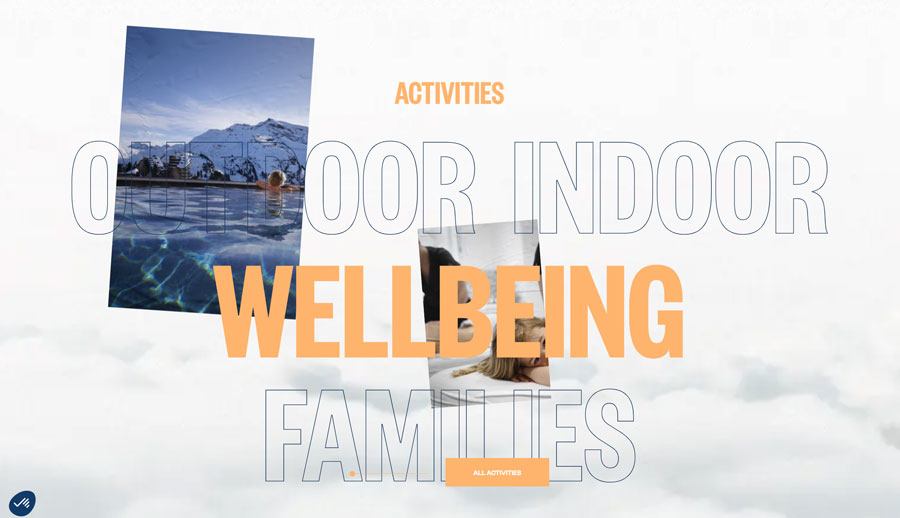 ACTIVITIES
OUTDOOR INDOOR
WELLBEING
FAMILIES
ALL ACTIVITIES